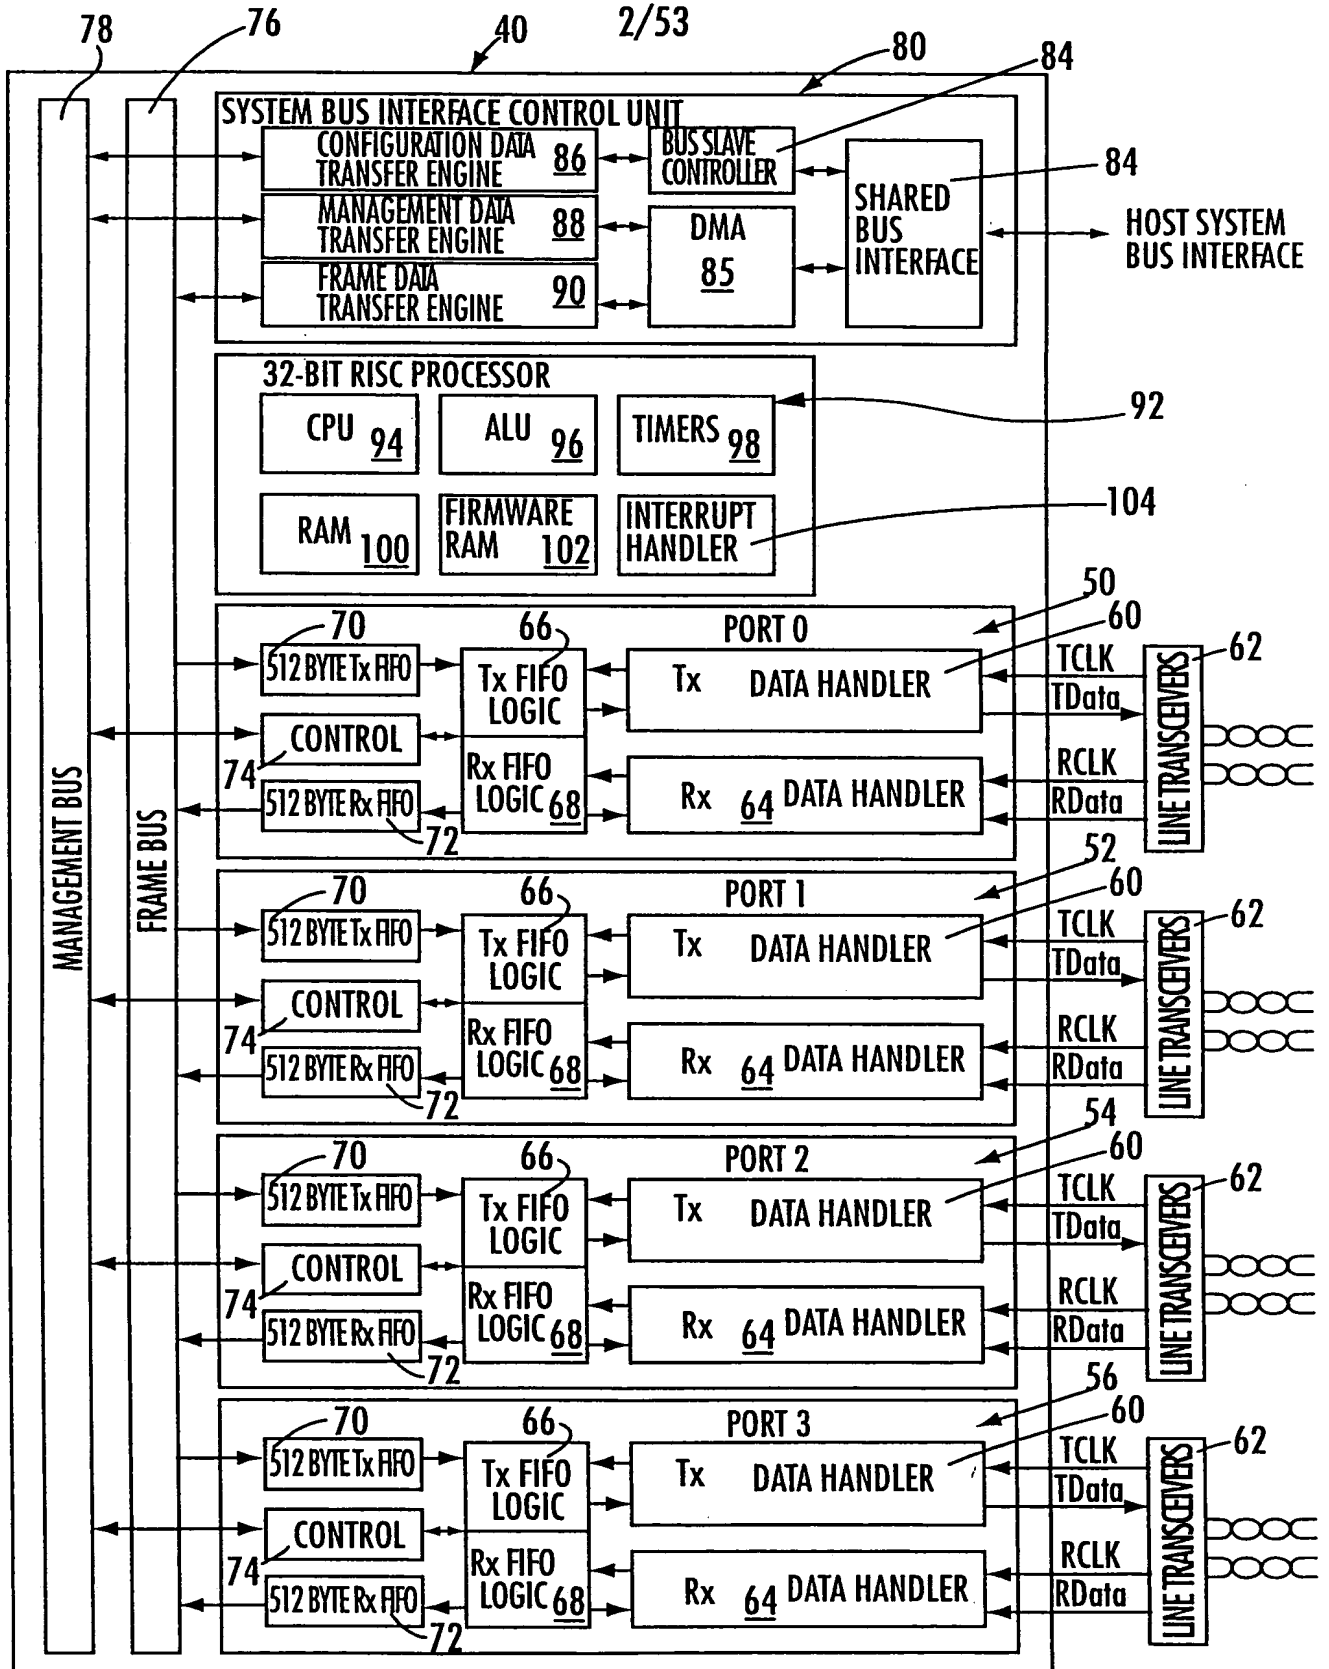 2/53
78
76
40
80
84
SYSTEM BUS INTERFACE CONTROL UNIT
CONFIGURATION DATA
TRANSFER ENGINE
86
BUS SLAVE
CONTROLLER
84
MANAGEMENT DATA
TRANSFER ENGINE
88
DMA
85
SHARED
BUS
INTERFACE
HOST SYSTEM
BUS INTERFACE
FRAME DATA
TRANSFER ENGINE
90
32-BIT RISC PROCESSOR
92
CPU
94
ALU
96
TIMERS
98
RAM
100
FIRMWARE
RAM
102
INTERRUPT
HANDLER
104
MANAGEMENT BUS
FRAME BUS
PORT 0
50
70
66
60
62
512 BYTE Tx FIFO
Tx FIFO
LOGIC
Tx DATA HANDLER
TCLK
TData
LINE TRANSCEIVERS
CONTROL
74
Rx FIFO
LOGIC 68
Rx 64 DATA HANDLER
RCLK
RData
512 BYTE Rx FIFO
72
PORT 1
52
70
66
60
62
512 BYTE Tx FIFO
Tx FIFO
LOGIC
Tx DATA HANDLER
TCLK
TData
LINE TRANSCEIVERS
CONTROL
74
Rx FIFO
LOGIC 68
Rx 64 DATA HANDLER
RCLK
RData
512 BYTE Rx FIFO
72
PORT 2
54
70
66
60
62
512 BYTE Tx FIFO
Tx FIFO
LOGIC
Tx DATA HANDLER
TCLK
TData
LINE TRANSCEIVERS
CONTROL
74
Rx FIFO
LOGIC 68
Rx 64 DATA HANDLER
RCLK
RData
512 BYTE Rx FIFO
72
PORT 3
56
70
66
60
62
512 BYTE Tx FIFO
Tx FIFO
LOGIC
Tx DATA HANDLER
TCLK
TData
LINE TRANSCEIVERS
CONTROL
74
Rx FIFO
LOGIC 68
Rx 64 DATA HANDLER
RCLK
RData
512 BYTE Rx FIFO
72